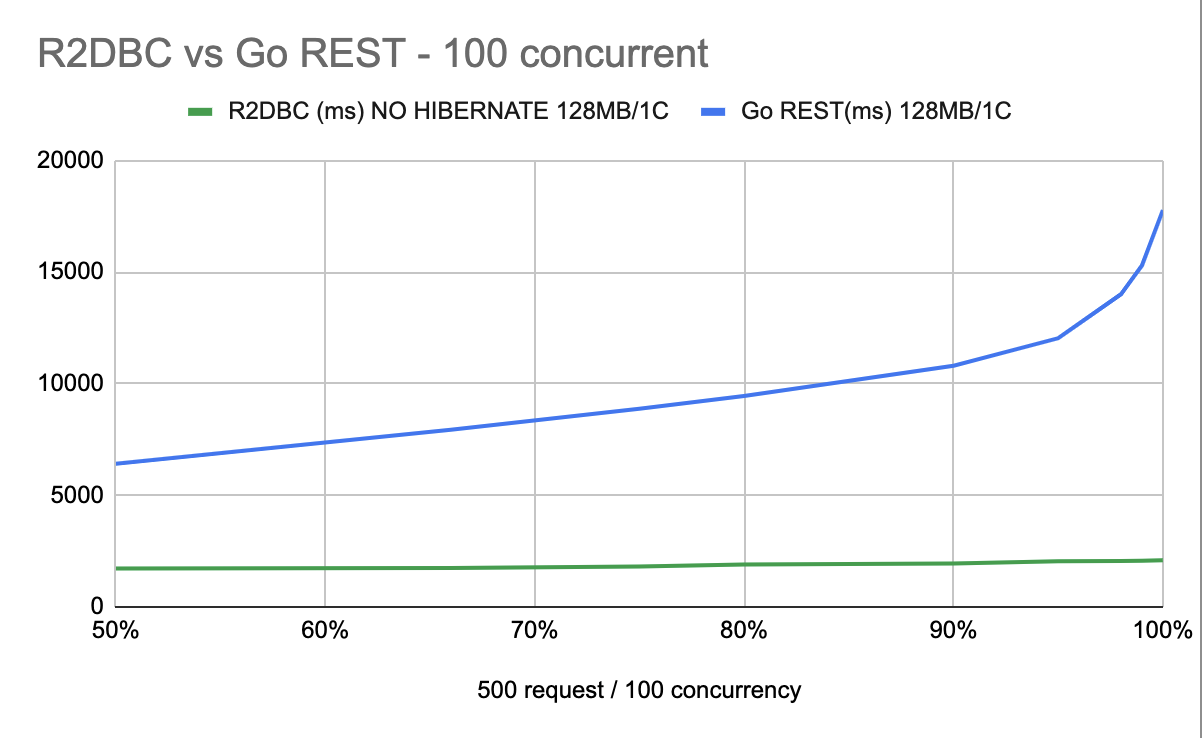 R2DBC vs Go REST - 100 concurrent
R2DBC (ms) NO HIBERNATE 128MB/1C
Go REST(ms) 128MB/1C
20000
15000
10000
5000
0
50%
60%
70%
80%
90%
100%
500 request / 100 concurrency